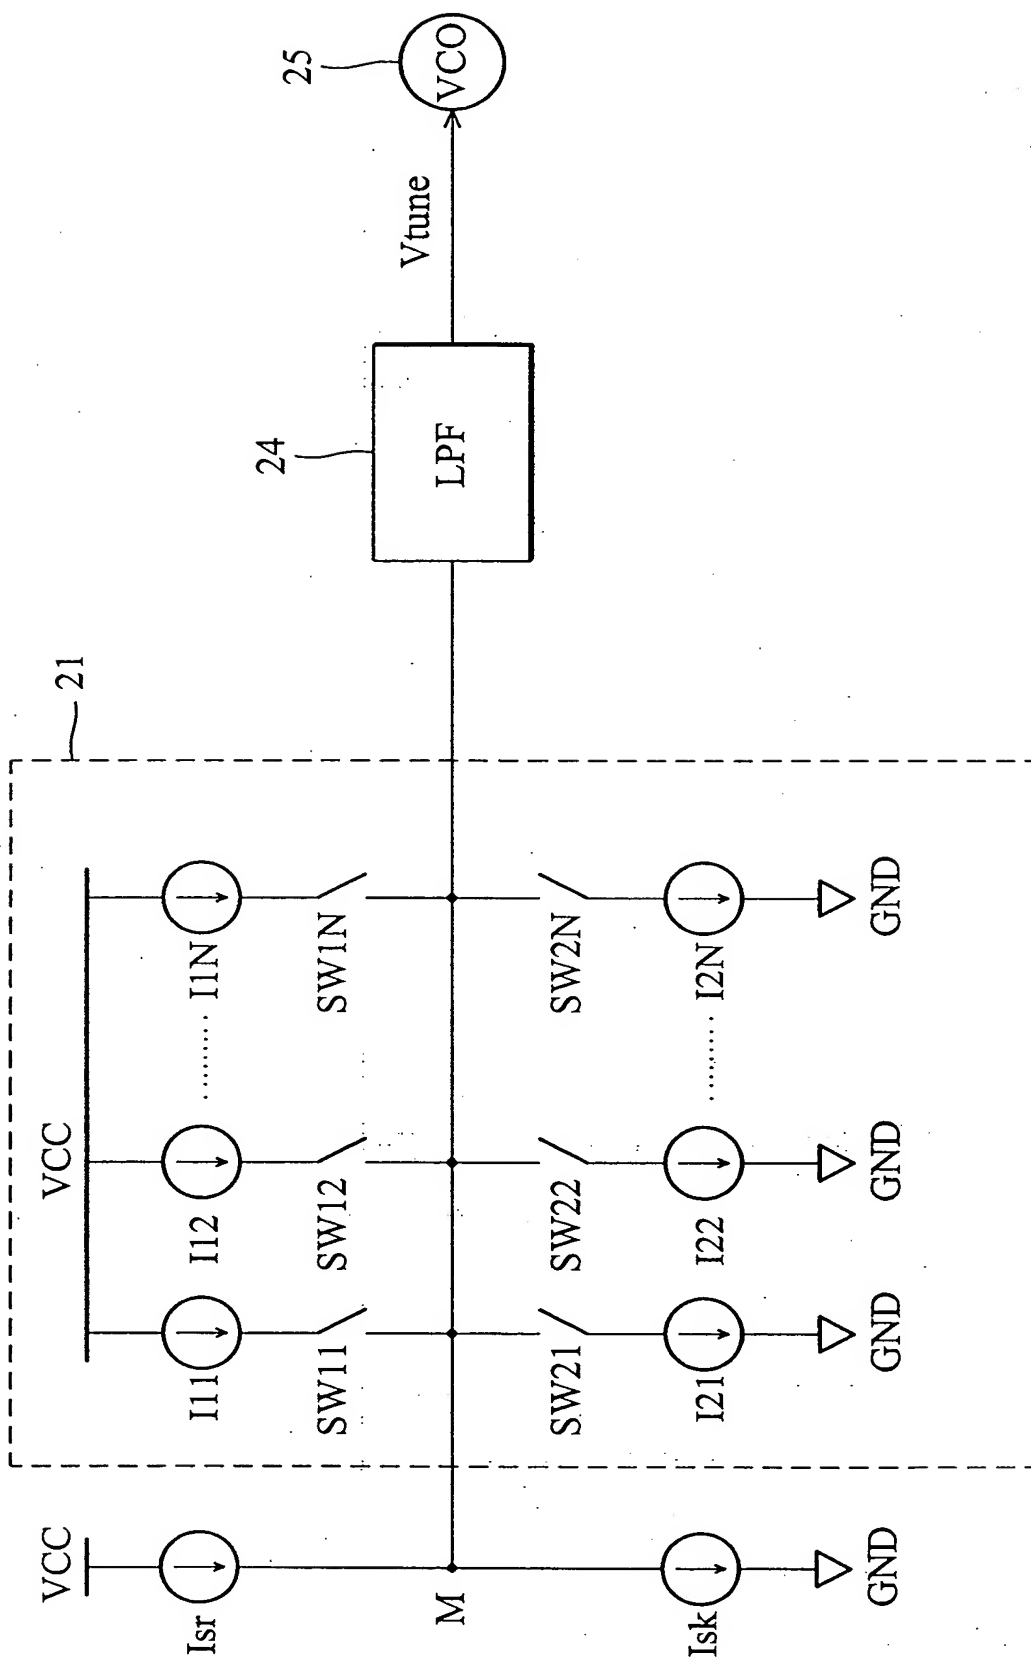 21
24
25
VCC
VCC
Isr
I11
I12
........
I1N
SW11
SW12
SW1N
M
LPF
Vtune
VCO
SW21
SW22
SW2N
Isk
I21
I22
........
I2N
GND
GND
GND
GND